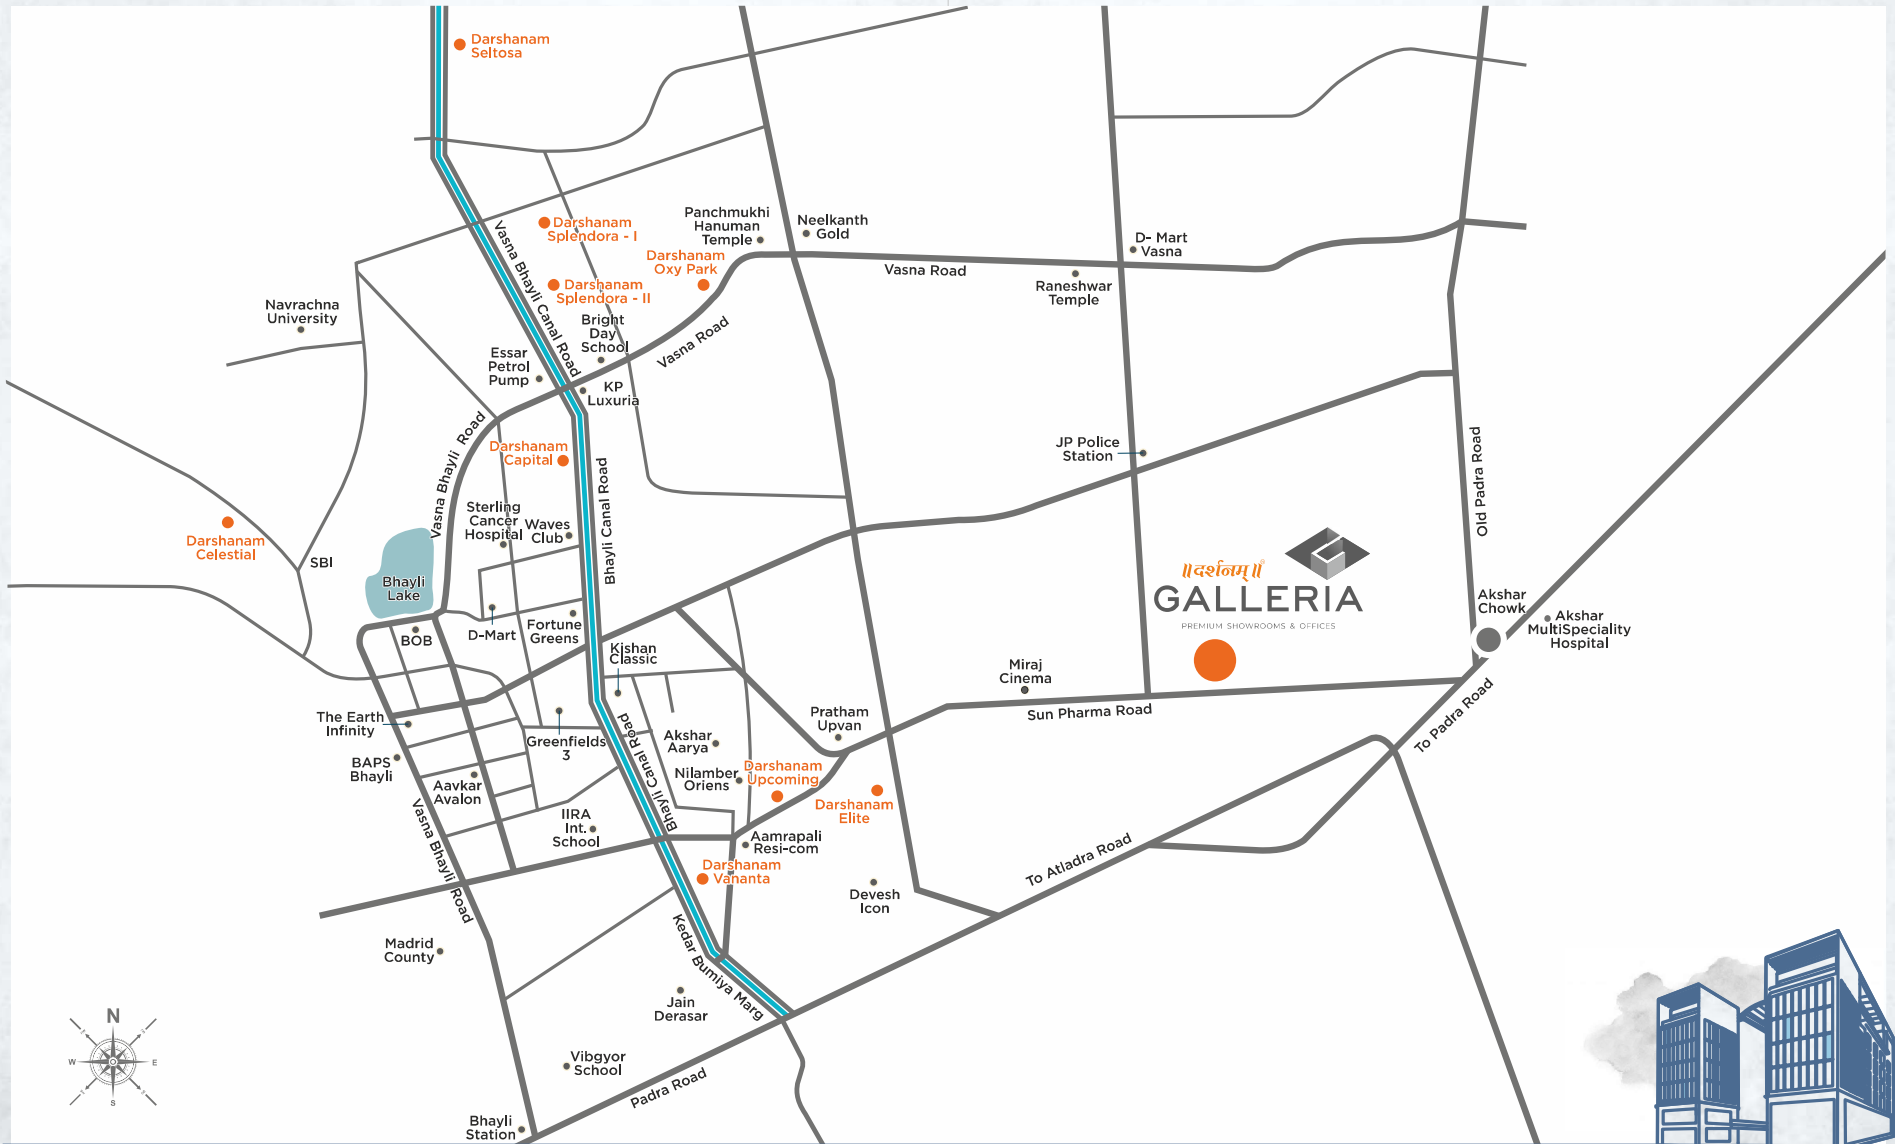 Darshanam
Seltosa
Darshanam
Splendora - I
Panchmukhi
Hanuman
Temple
Neelkanth
Gold
Darshanam
Oxy Park
D- Mart
Vasna
Vasna Road
Raneshwar
Temple
Vasna Bhayli Canal Road
Darshanam
Splendora - II
Navrachna
University
Bright
Day
School
Vasna Road
Essar
Petrol
Pump
KP
Luxuria
Vasna Bhayli Road
Darshanam
Capital
JP Police
Station
Old Padra Road
Bhayli Canal Road
Sterling
Cancer
Hospital
Waves
Club
Darshanam
Celestial
SBI
Bhayli
Lake
॥दर्शनम्॥
GALLERIA
PREMIUM SHOWROOMS & OFFICES
Akshar
Chowk
Akshar
MultiSpeciality
Hospital
BOB
D-Mart
Fortune
Greens
Kishan
Classic
Miraj
Cinema
Sun Pharma Road
To Padra Road
The Earth
Infinity
Greenfields
3
Bhayli Canal Road
Akshar
Aarya
Pratham
Upvan
BAPS
Bhayli
Aavkar
Avalon
Nilamber
Oriens
Darshanam
Upcoming
Darshanam
Elite
Vasna Bhayli Road
IIRA
Int.
School
Aamrapali
Resi-com
Darshanam
Vananta
To Atladra Road
Devesh
Icon
Madrid
County
Kedar Bumiya Marg
Jain
Derasar
Vibgyor
School
Padra Road
Bhayli
Station
N
W
E
S